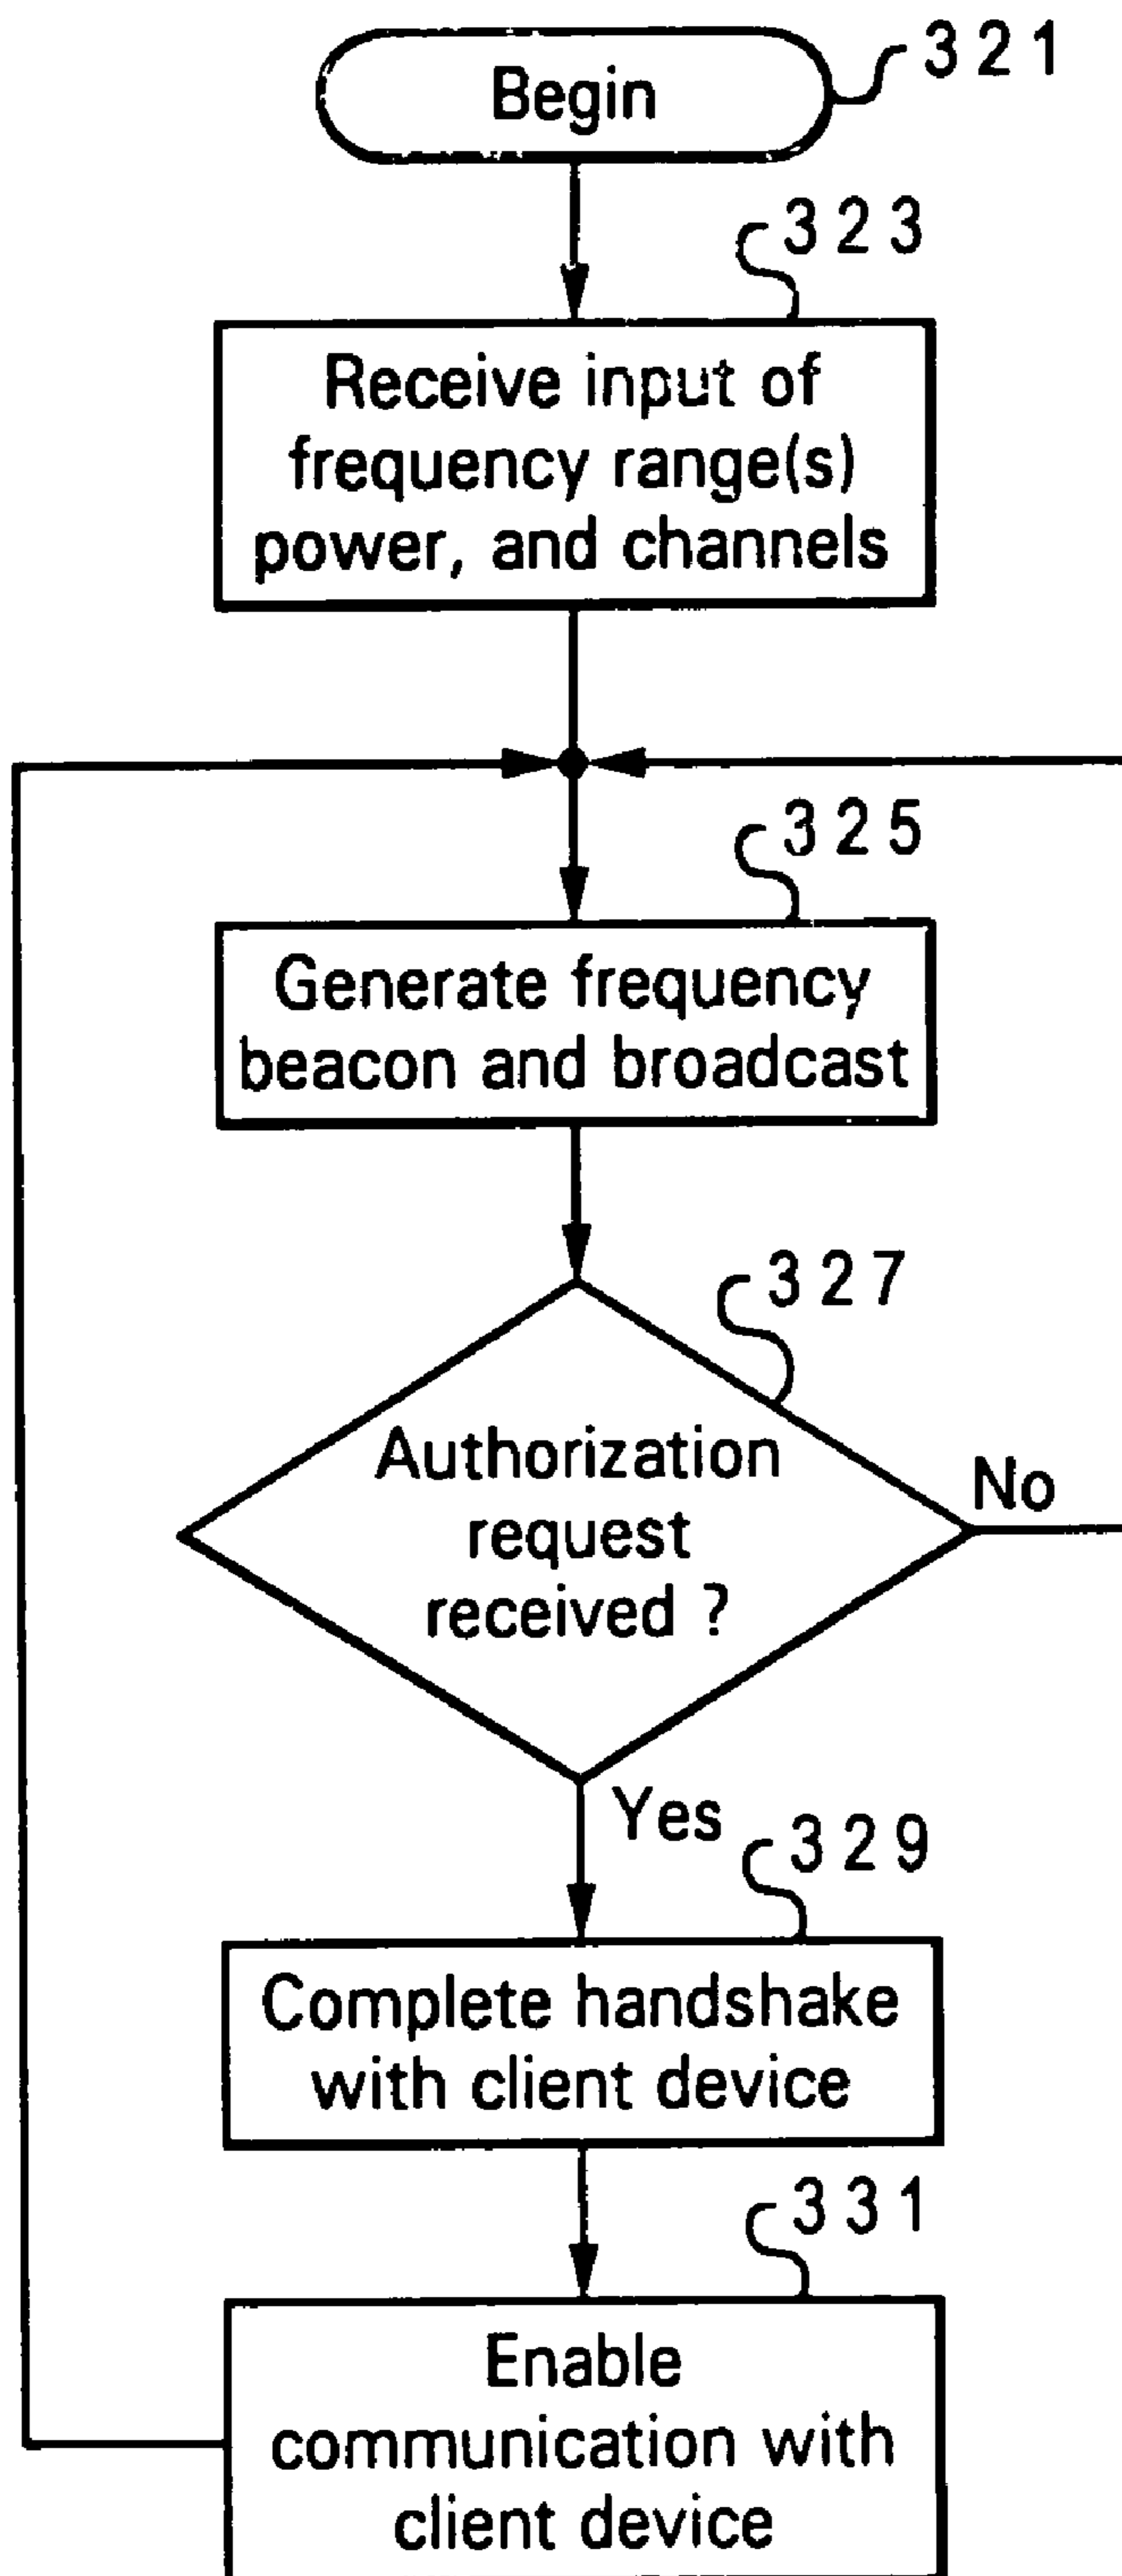 Begin
321
323
Receive input of
frequency range(s)
power, and channels
325
Generate frequency
beacon and broadcast
327
Authorization
request
received ?
No
Yes
329
Complete handshake
with client device
331
Enable
communication with
client device